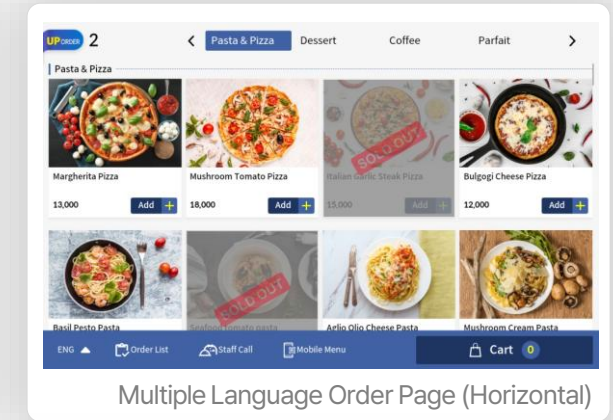 UP ORDER 2
Pasta & Pizza Dessert Coffee Parfait
Pasta & Pizza
SOLD OUT
Margherita Pizza Mushroom Tomato Pizza Italian Garlic Steak Pizza Bulgogi Cheese Pizza
13,000 Add + 18,000 Add + 15,000 Add + 12,000 Add +
SOLD OUT
Basil Pesto Pasta Seafood tomato pasta Aglio Olio Cheese Pasta Mushroom Cream Pasta
ENG Order List Staff Call Mobile Menu Cart 0
Multiple Language Order Page (Horizontal)